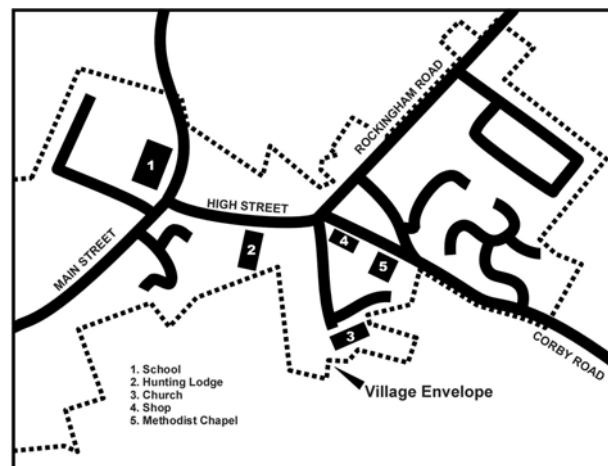 ROCKINGHAM ROAD
1
HIGH STREET
4
2
5
MAIN STREET
3
CORBY ROAD
1. School
2. Hunting Lodge
3. Church
4. Shop
5. Methodist Chapel
Village Envelope